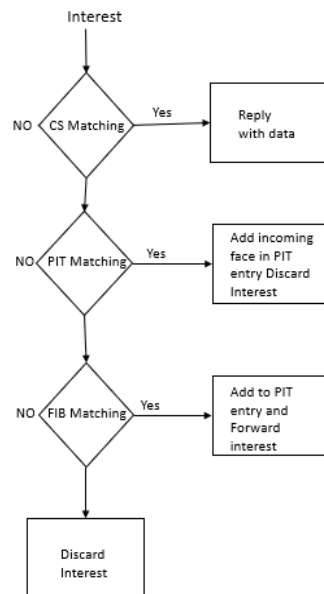 Interest
NO
CS Matching
Yes
Reply
with data
NO
PIT Matching
Yes
Add incoming
face in PIT
entry Discard
Interest
NO
FIB Matching
Yes
Add to PIT
entry and
Forward
interest
Discard
Interest